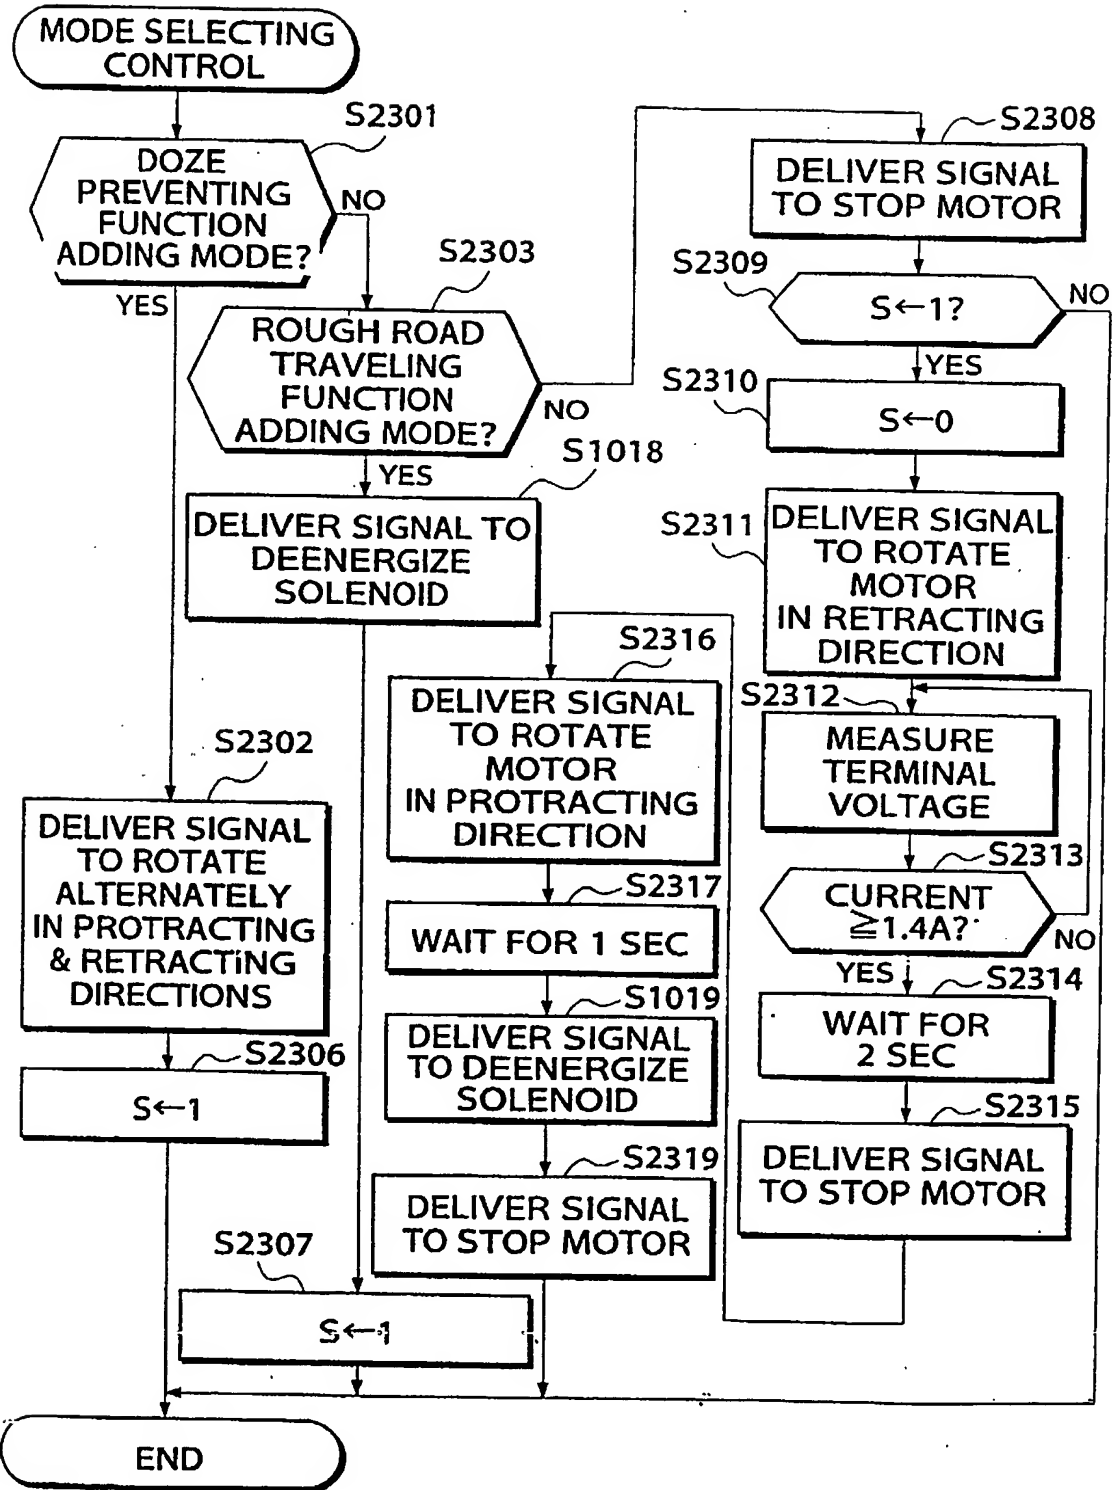 MODE SELECTING
CONTROL
S2301
DOZE
PREVENTING
FUNCTION
ADDING MODE?
NO
YES
S2303
ROUGH ROAD
TRAVELING
FUNCTION
ADDING MODE?
NO
YES
S1018
DELIVER SIGNAL TO
DEENERGIZE
SOLENOID
S2302
DELIVER SIGNAL
TO ROTATE
ALTERNATELY
IN PROTRACTING
& RETRACTING
DIRECTIONS
S2306
S←1
S2307
S←1
S2308
DELIVER SIGNAL
TO STOP MOTOR
S2309
S←1?
NO
YES
S2310
S←0
S2311
DELIVER SIGNAL
TO ROTATE
MOTOR
IN RETRACTING
DIRECTION
S2312
MEASURE
TERMINAL
VOLTAGE
S2313
CURRENT
≧1.4A?
NO
YES
S2314
WAIT FOR
2 SEC
S2315
DELIVER SIGNAL
TO STOP MOTOR
S2316
DELIVER SIGNAL
TO ROTATE
MOTOR
IN PROTRACTING
DIRECTION
S2317
WAIT FOR 1 SEC
S1019
DELIVER SIGNAL
TO DEENERGIZE
SOLENOID
S2319
DELIVER SIGNAL
TO STOP MOTOR
END